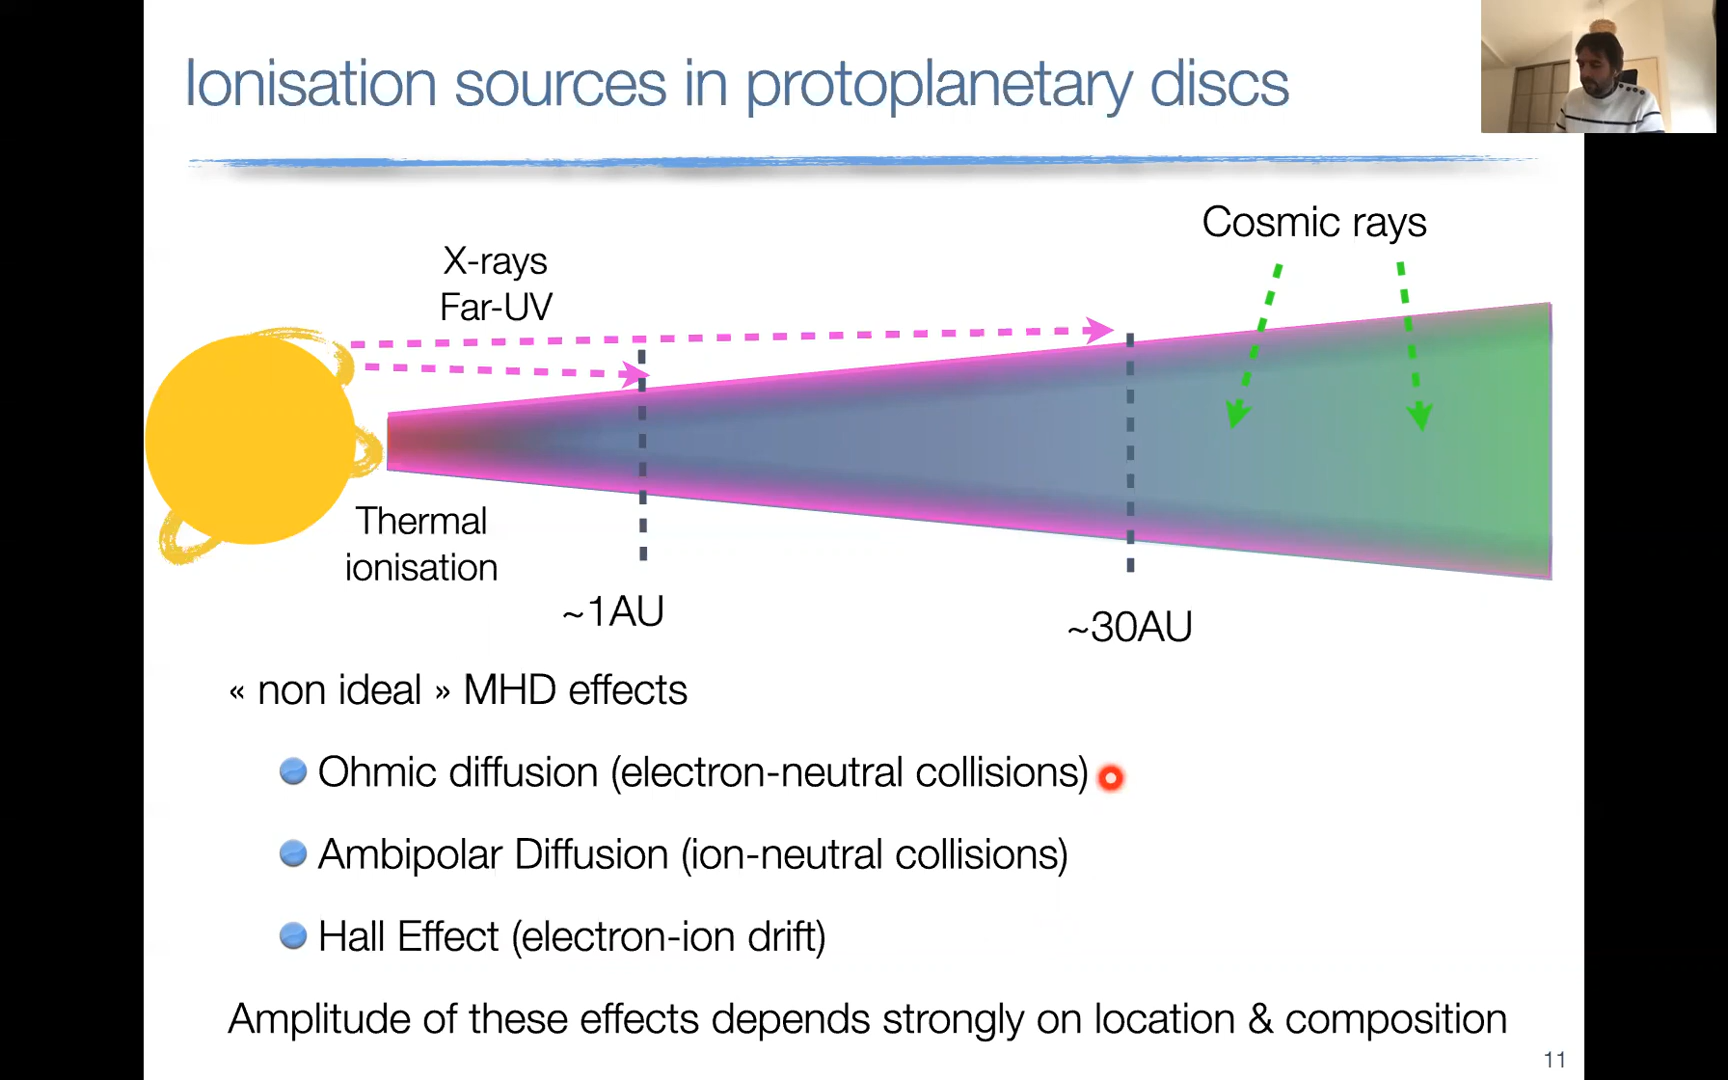 Ionisation sources in protoplanetary discs
Cosmic rays
X-rays
Far-UV
Thermal
ionisation
~1AU
~30AU
« non ideal » MHD effects
Ohmic diffusion (electron-neutral collisions)
Ambipolar Diffusion (ion-neutral collisions)
Hall Effect (electron-ion drift)
Amplitude of these effects depends strongly on location & composition
11